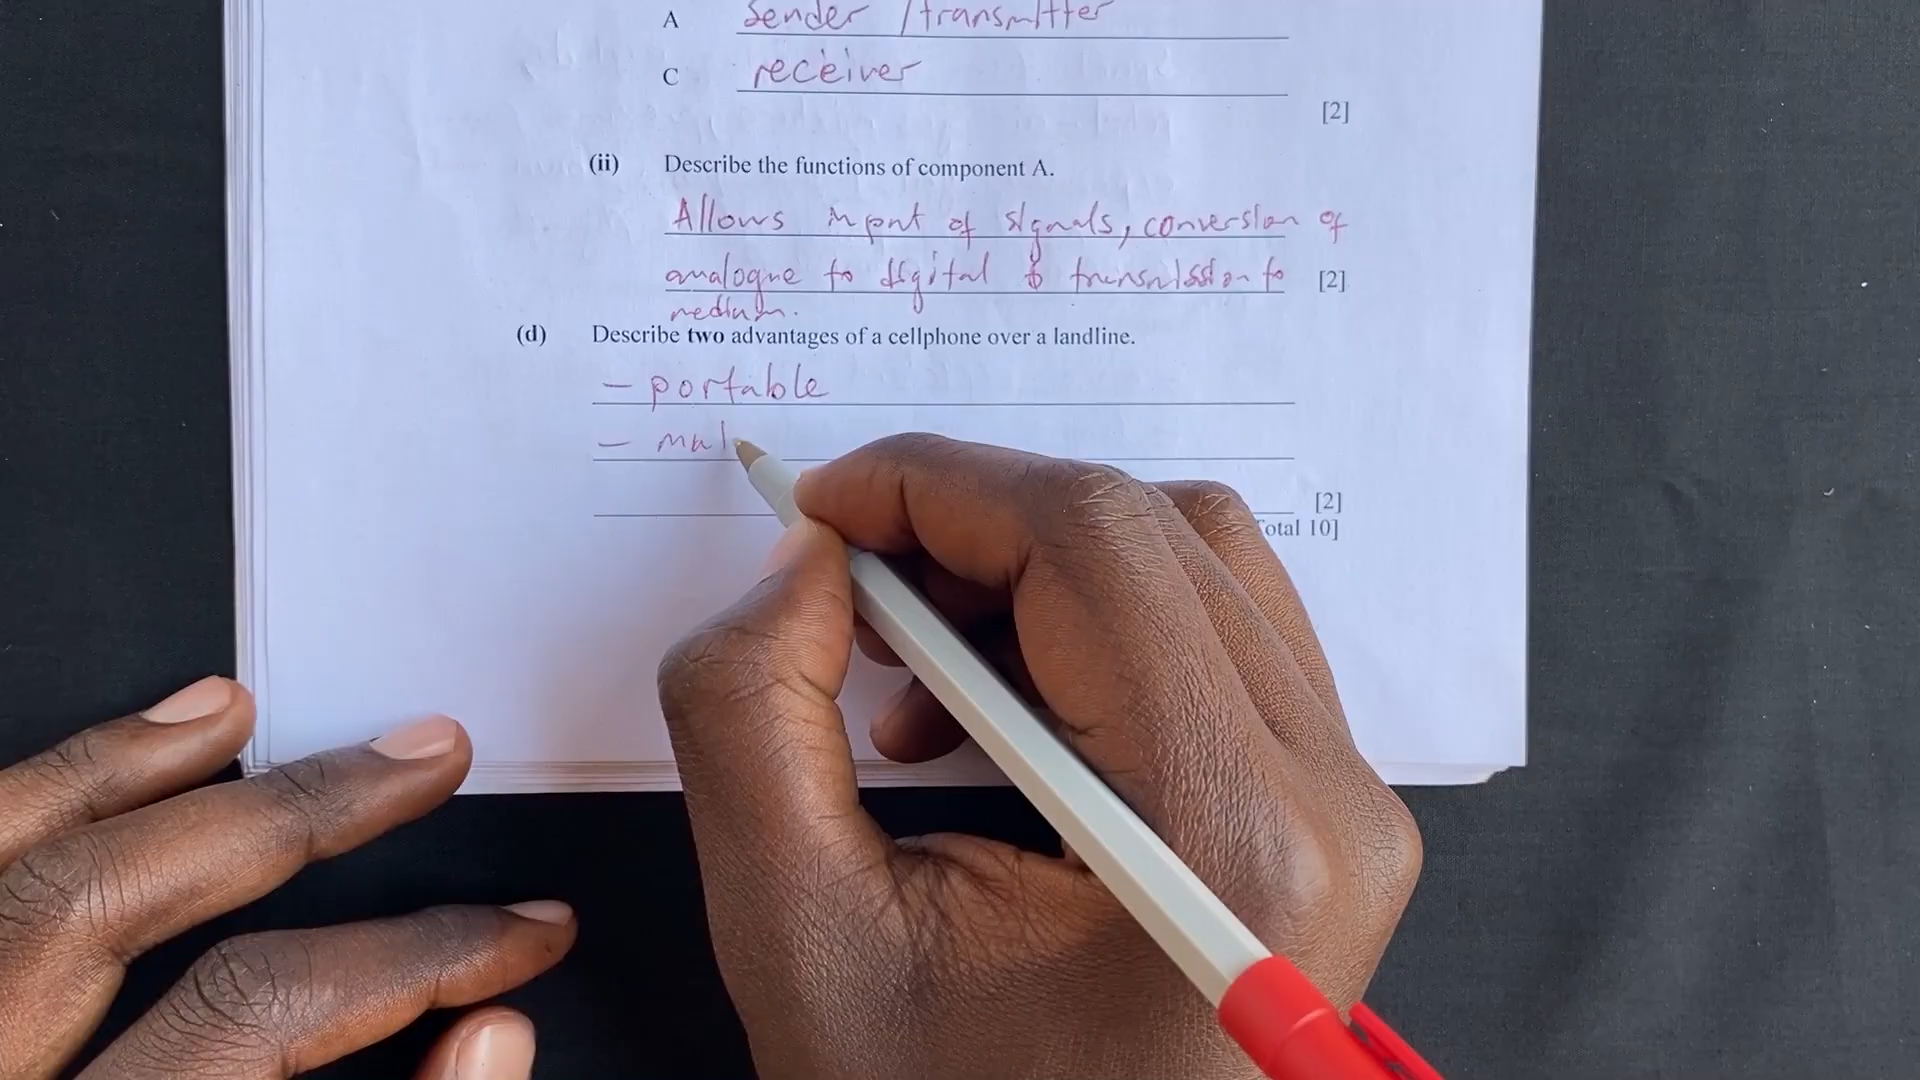 A sender / transmitter
C receiver
[2]
(ii) Describe the functions of component A.
Allows input of signals, conversion of
analogue to digital & transmission to [2]
medium.
(d) Describe two advantages of a cellphone over a landline.
– portable
– mul
[2]
otal 10]